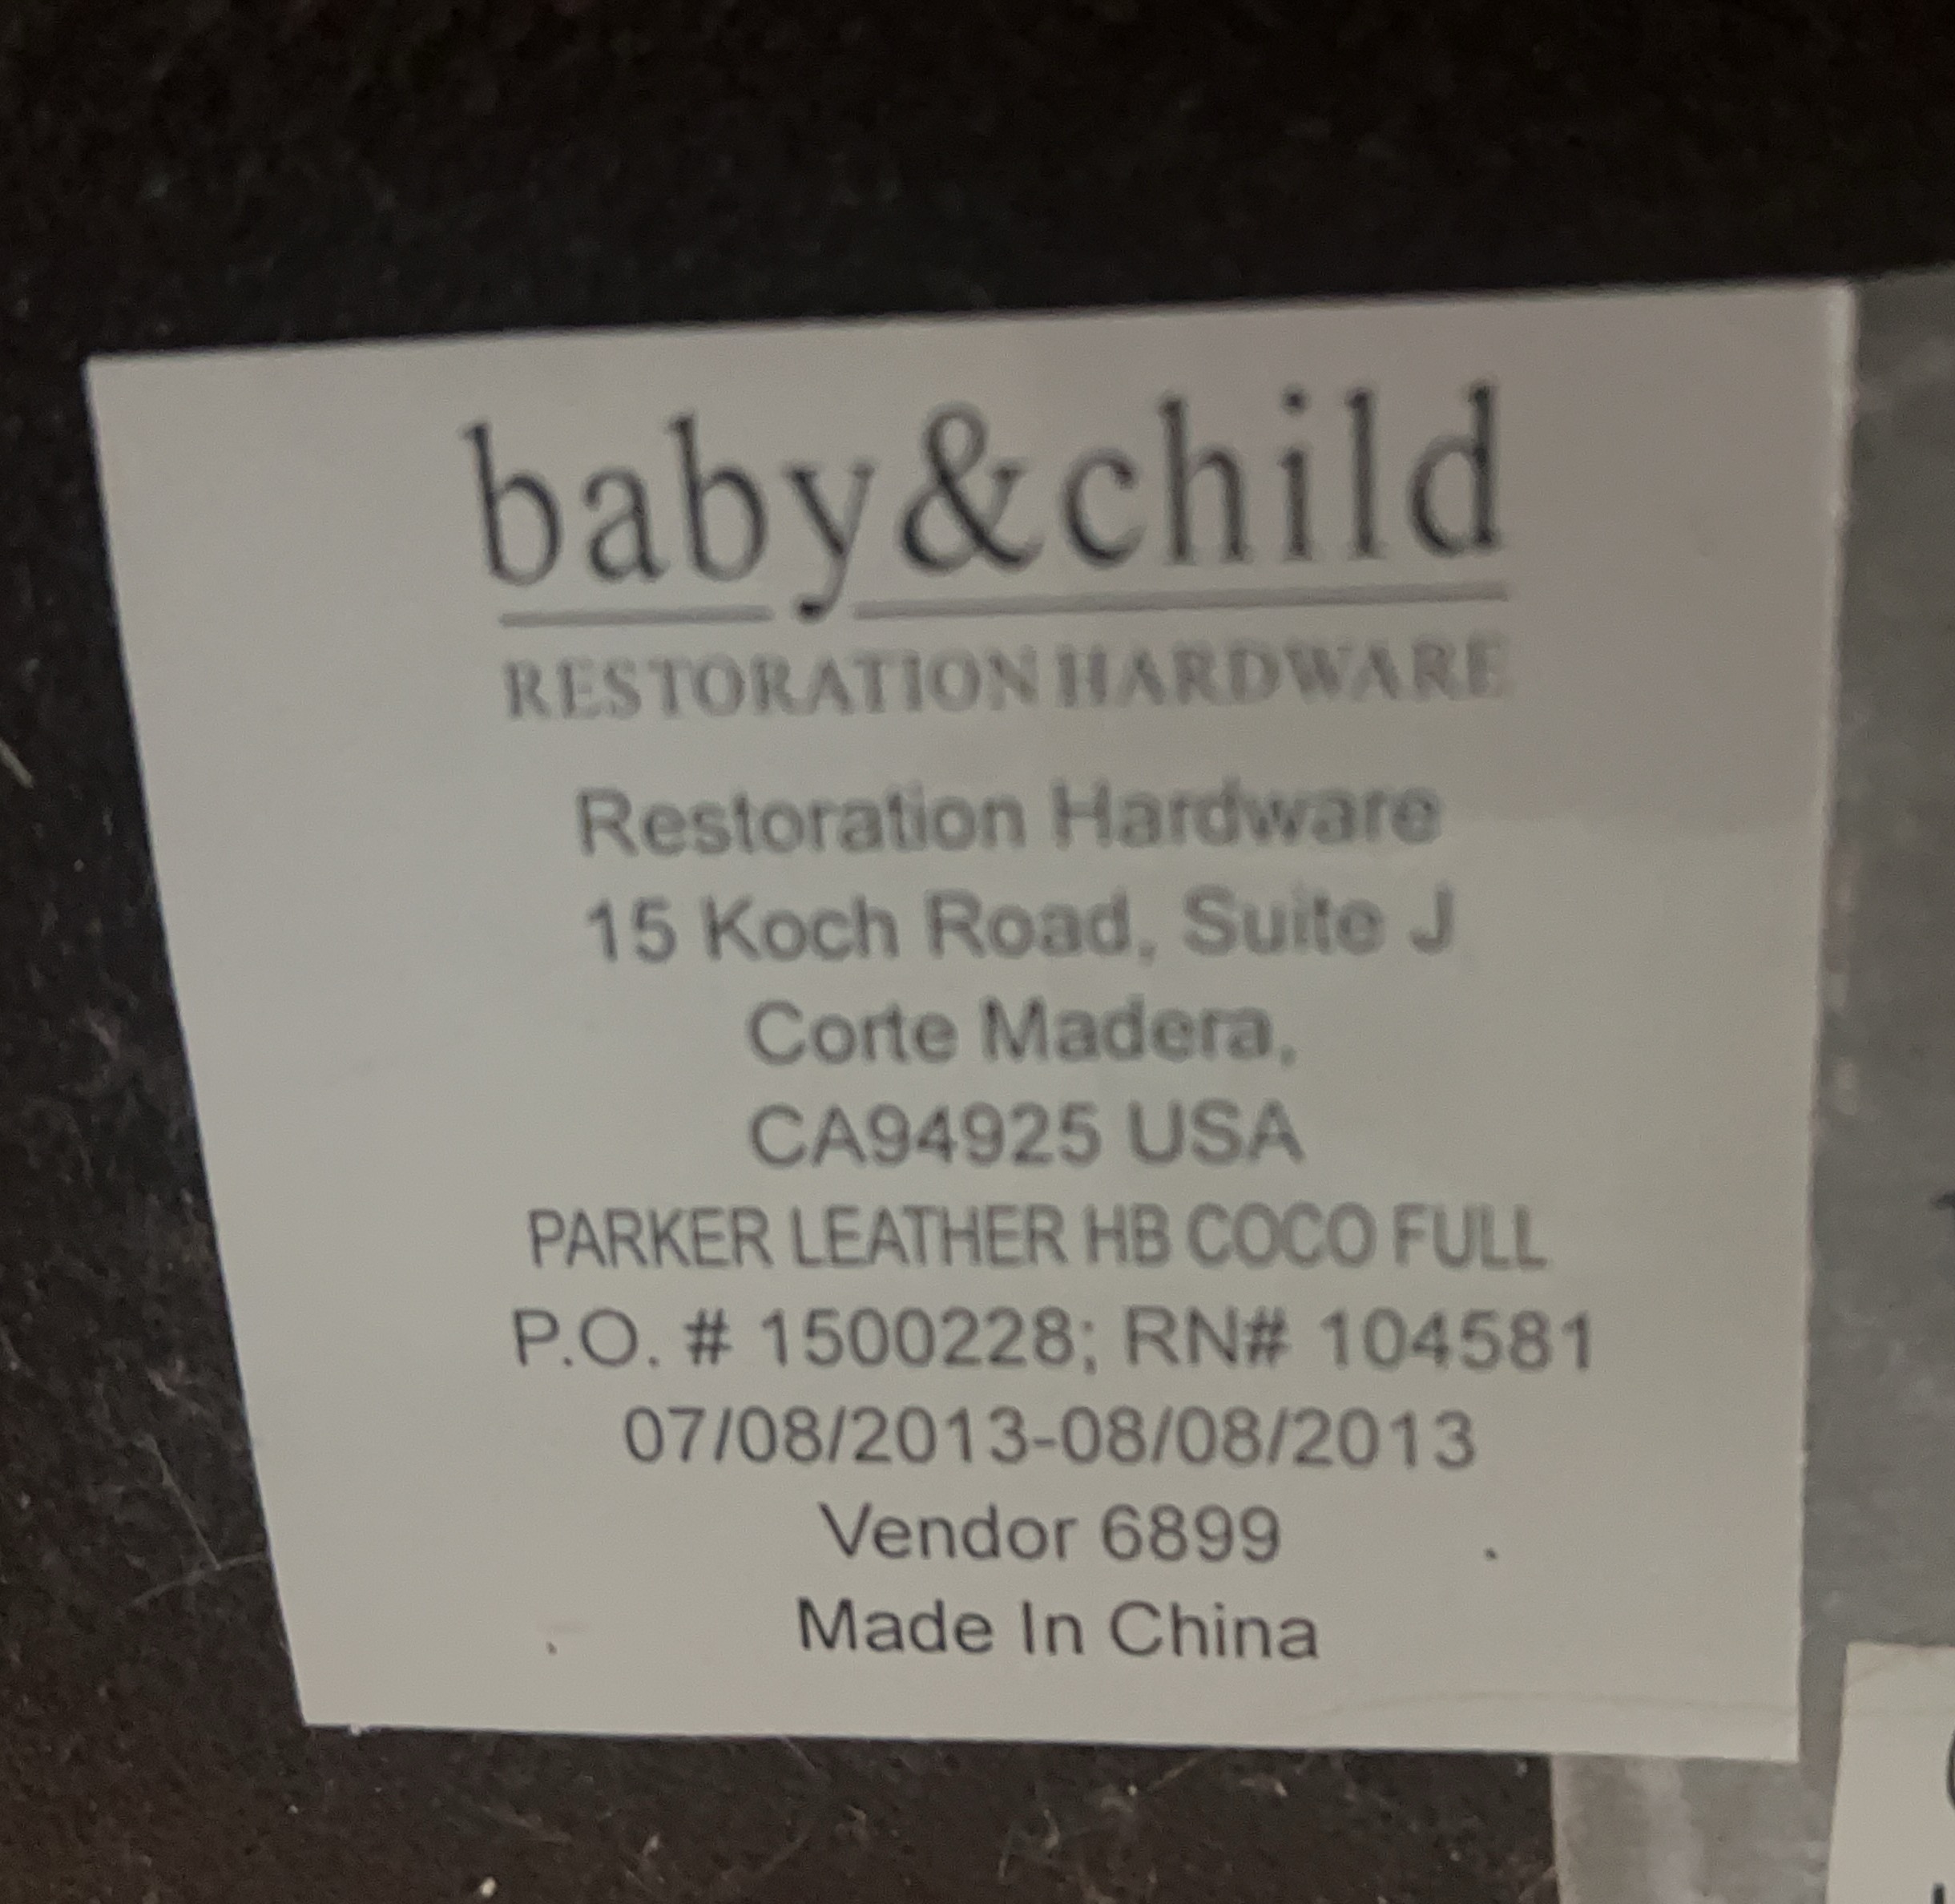 baby&child
RESTORATION HARDWARE
Restoration Hardware
15 Koch Road, Suite J
Corte Madera,
CA94925 USA
PARKER LEATHER HB COCO FULL
P.O. # 1500228; RN# 104581
07/08/2013-08/08/2013
Vendor 6899
Made In China